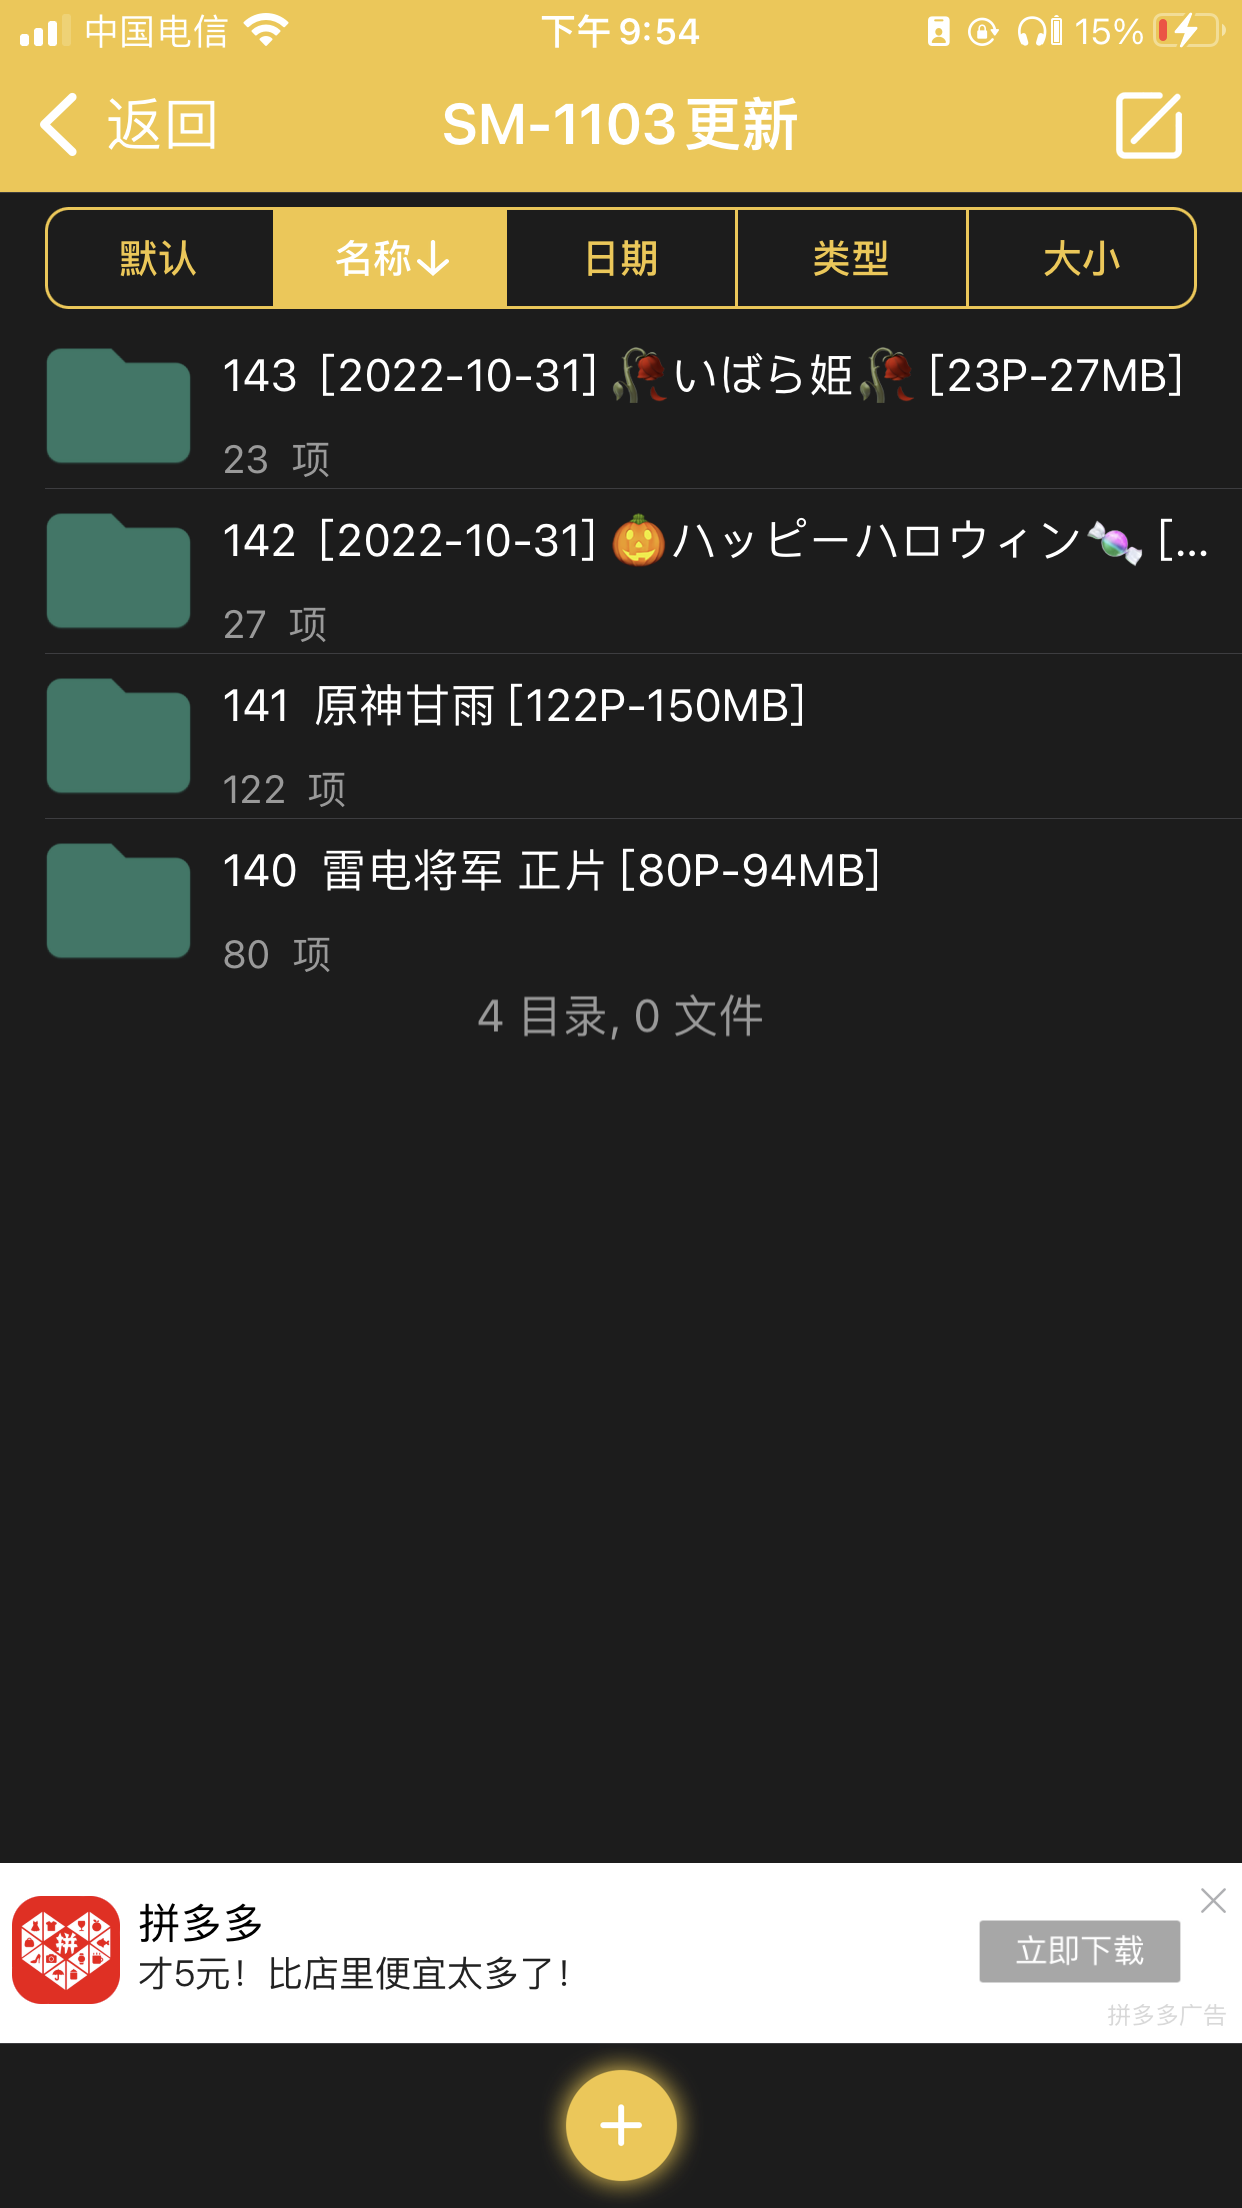 中国电信 下午 9:54 15%
返回 SM-1103更新
默认 名称↓ 日期 类型 大小
143 [2022-10-31] 🥀いばら姫🥀 [23P-27MB]
23 项
142 [2022-10-31] 🎃ハッピーハロウィン🍬 [...
27 项
141 原神甘雨 [122P-150MB]
122 项
140 雷电将军 正片 [80P-94MB]
80 项
4 目录, 0 文件
拼
拼多多
才5元！比店里便宜太多了！
立即下载
拼多多广告